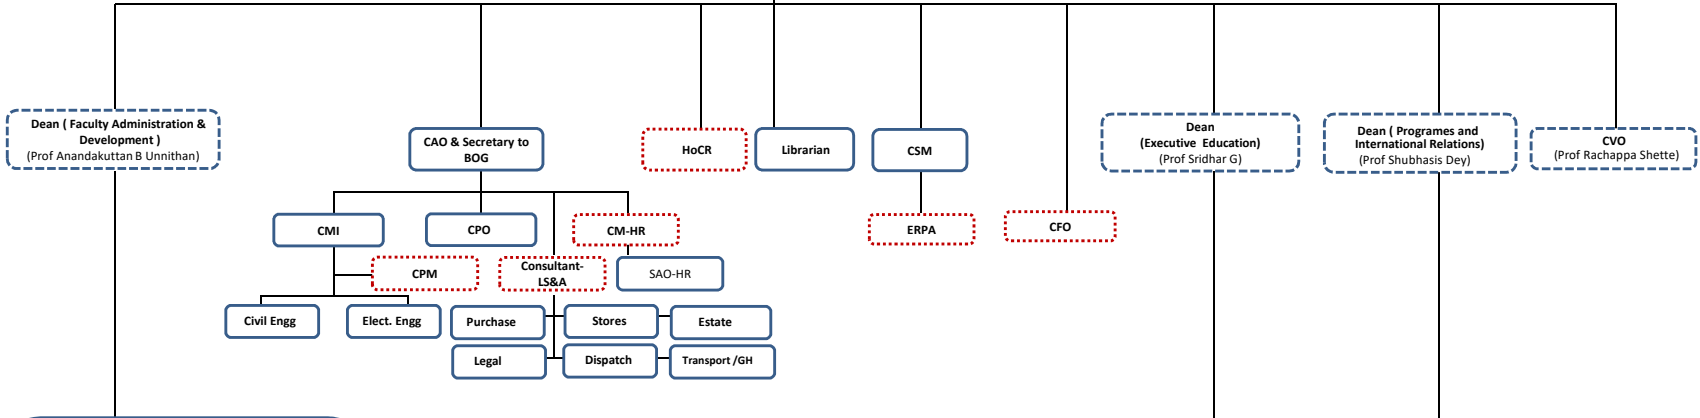 Dean ( Faculty Administration &
Development )
(Prof Anandakuttan B Unnithan)
CAO & Secretary to
BOG
HoCR
Librarian
CSM
Dean
(Executive Education)
(Prof Sridhar G)
Dean ( Programes and
International Relations)
(Prof Shubhasis Dey)
CVO
(Prof Rachappa Shette)
CMI
CPO
CM-HR
ERPA
CFO
CPM
Consultant-
LS&A
SAO-HR
Civil Engg
Elect. Engg
Purchase
Stores
Estate
Legal
Dispatch
Transport /GH